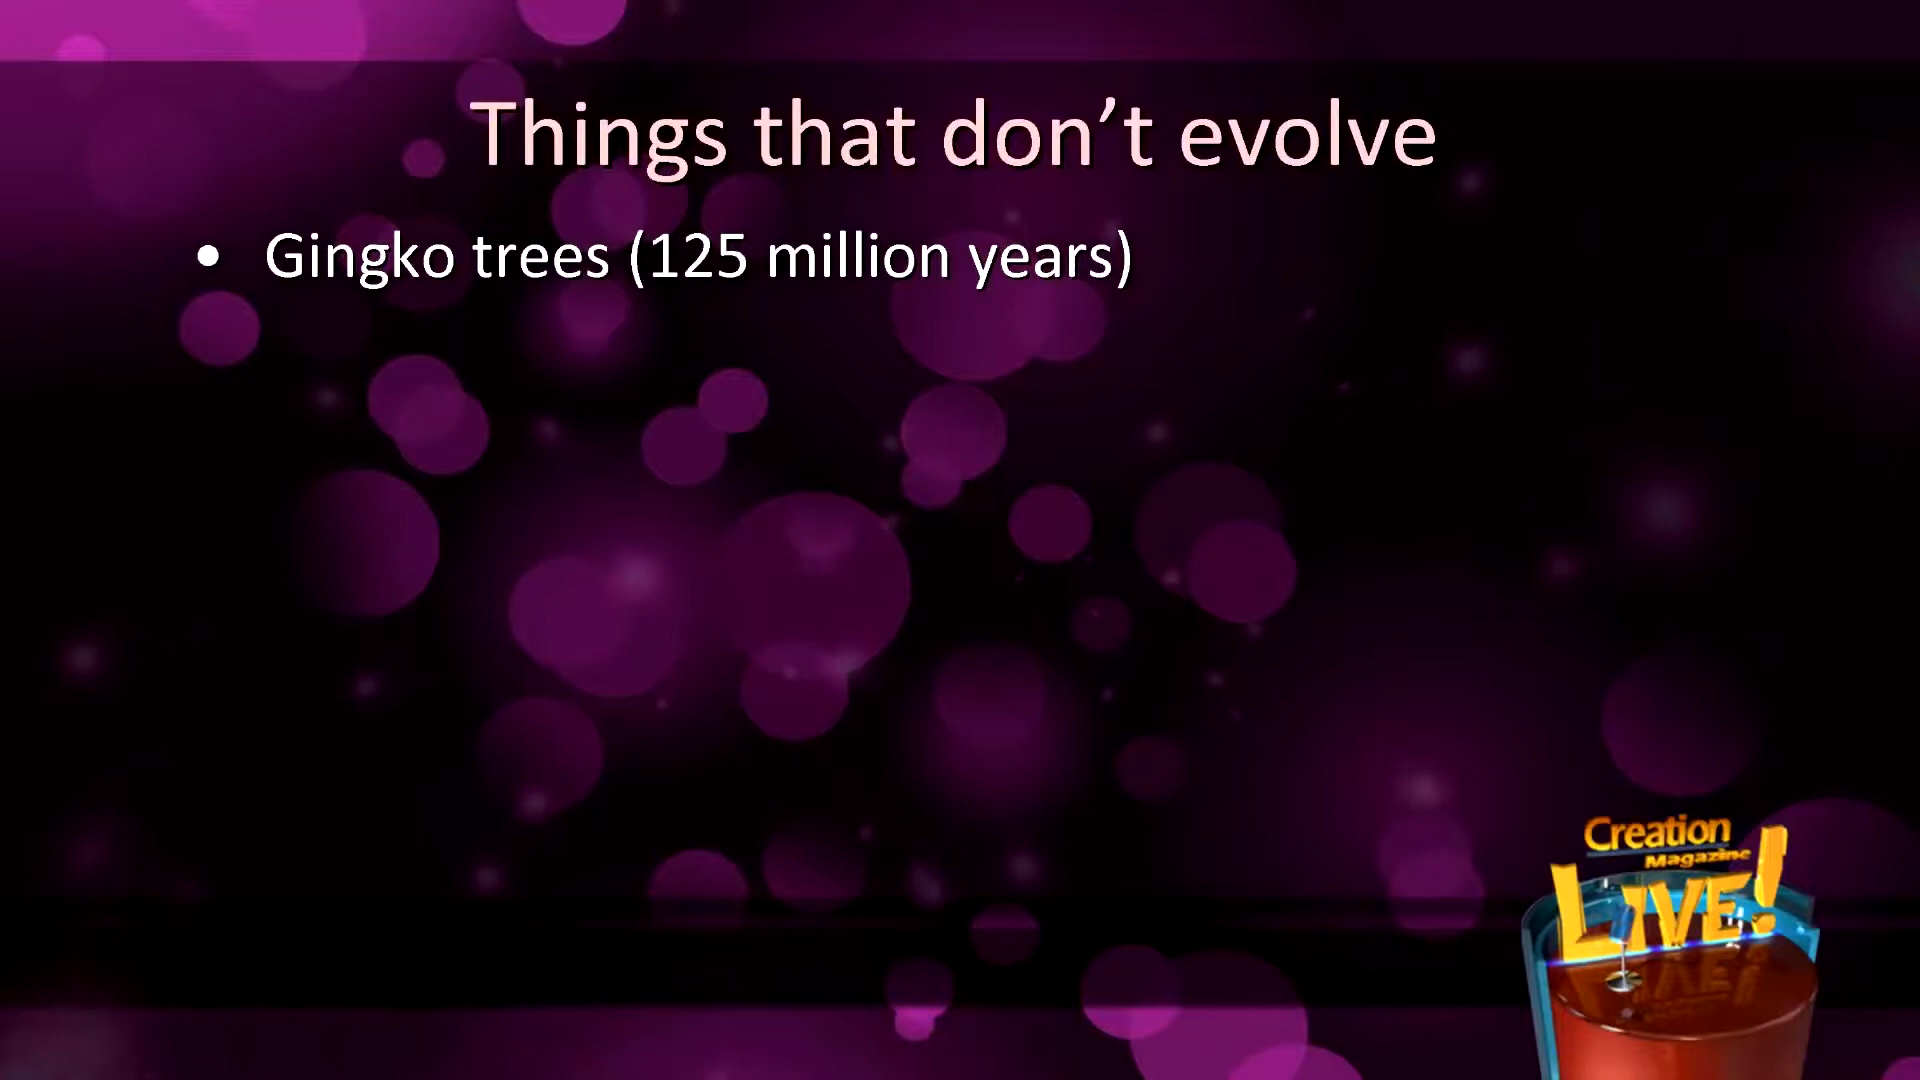 Things that don’t evolve
• Gingko trees (125 million years)
Creation
Magazine
LIVE!